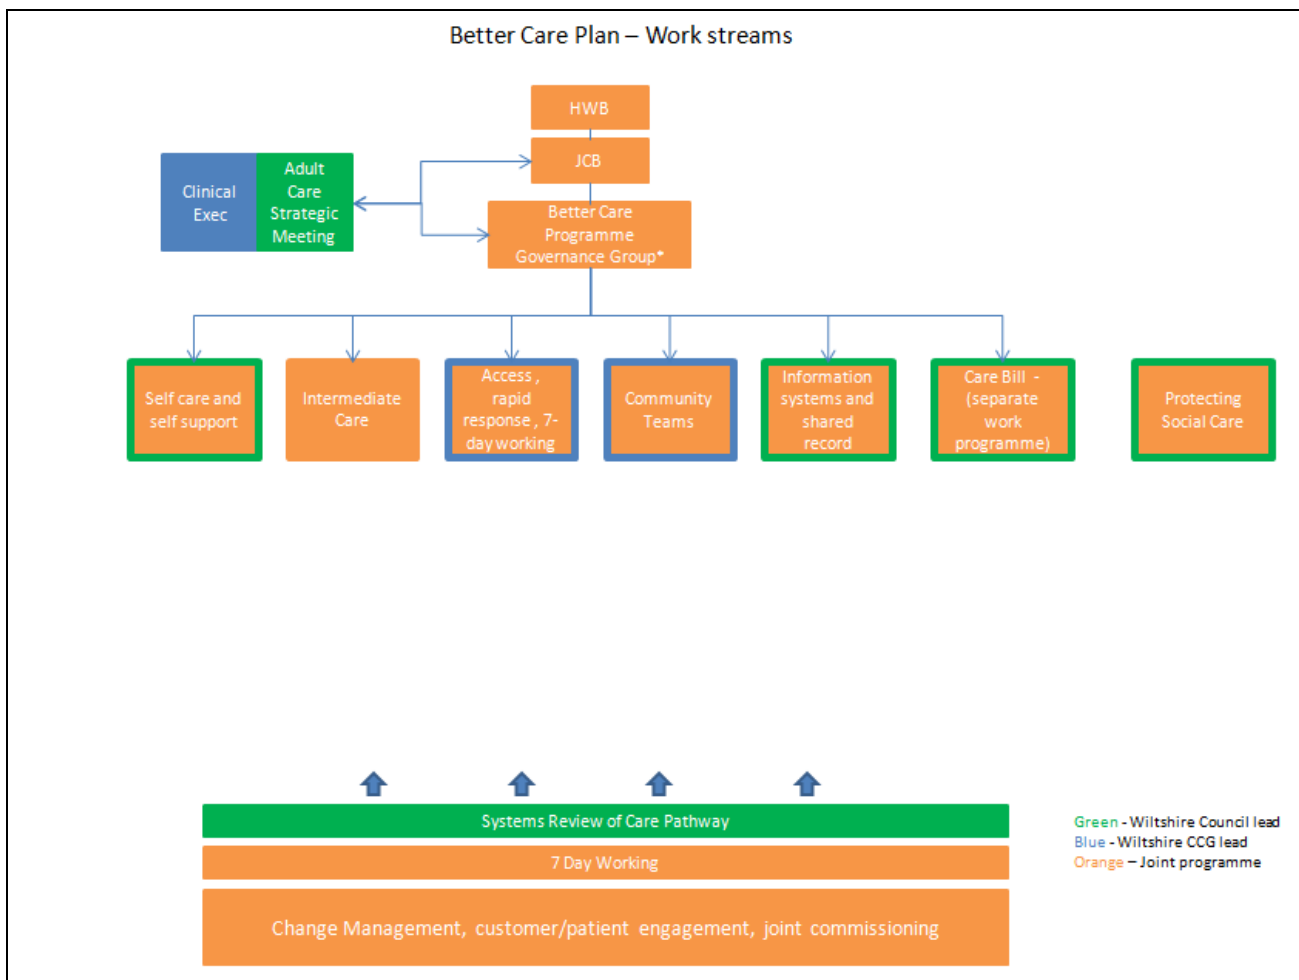 Better Care Plan – Work streams
HWB
JCB
Clinical
Exec
Adult
Care
Strategic
Meeting
Better Care
Programme
Governance Group*
Self care and
self support
Intermediate
Care
Access , 
rapid
response , 7-
day working
Community
Teams
Information
systems and
shared
record
Care Bill  -
(separate
work
programme)
Protecting
Social Care
Systems Review of Care Pathway
7 Day Working
Change Management, customer/patient engagement, joint commissioning
Green - Wiltshire Council lead
Blue - Wiltshire CCG lead
Orange – Joint programme